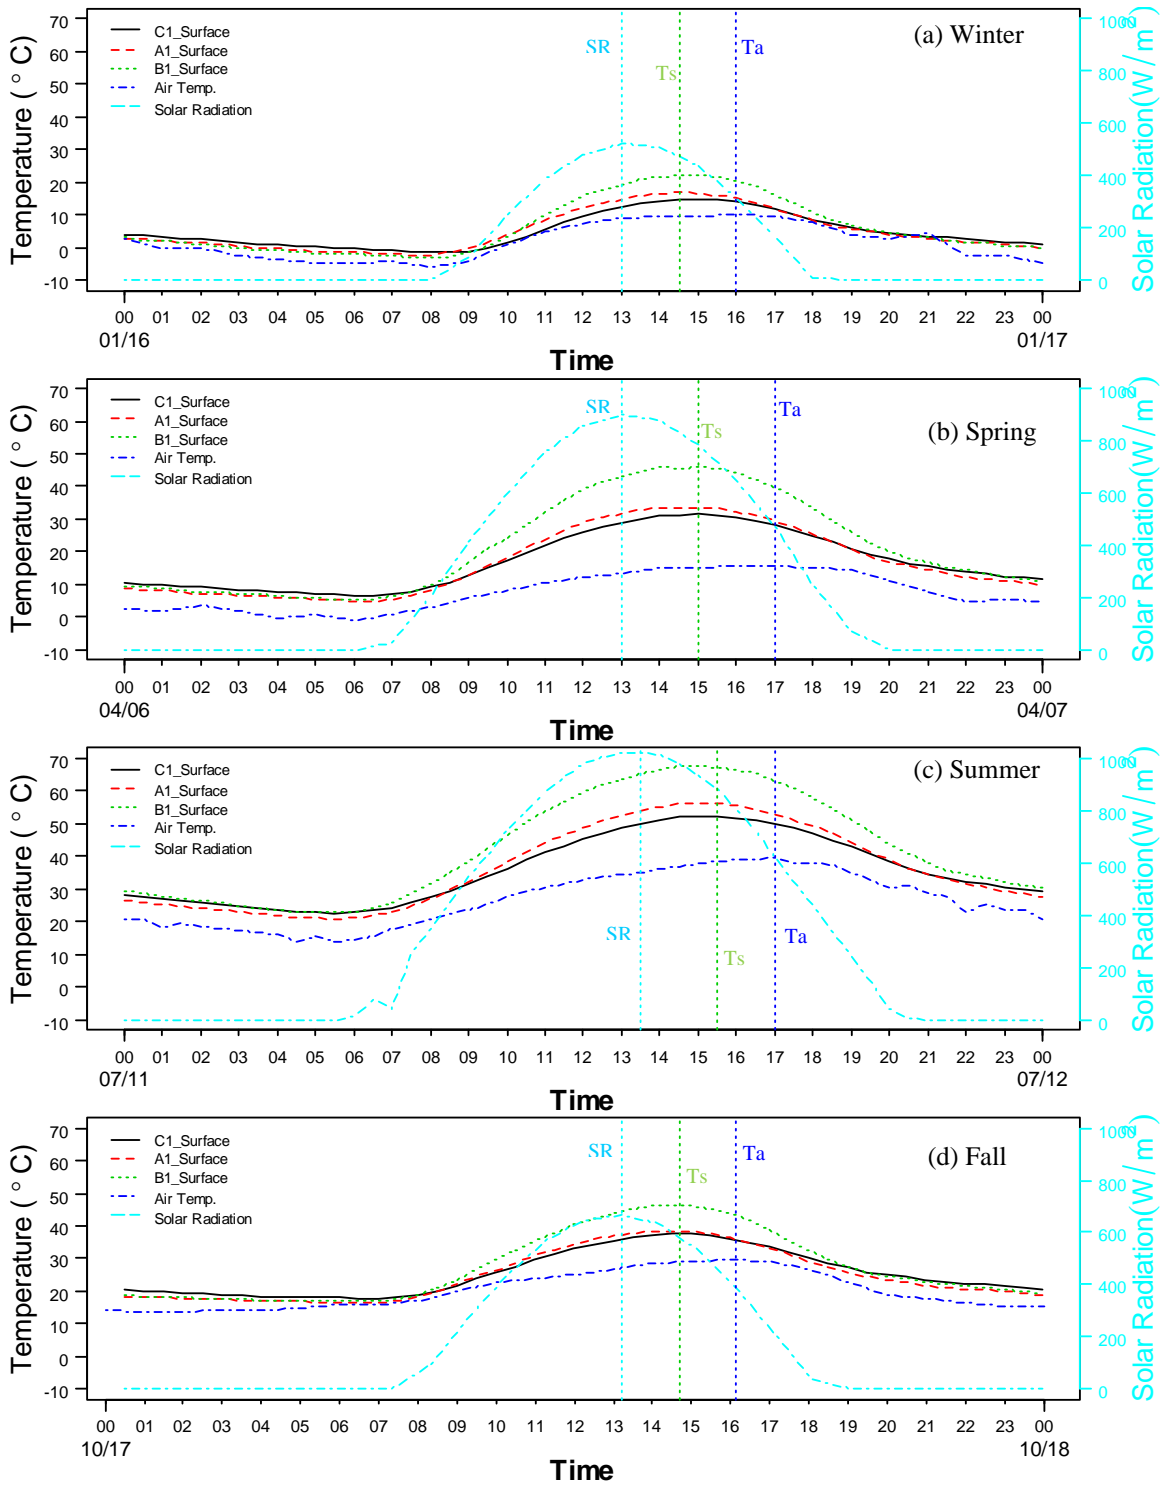 Temperature ( ° C)
70
60
50
40
30
20
10
0
-10
C1_Surface
A1_Surface
B1_Surface
Air Temp.
Solar Radiation
SR
Ts
Ta
(a) Winter
1000
800
600
400
200
0
Solar Radiation(W / m²)
00 01 02 03 04 05 06 07 08 09 10 11 12 13 14 15 16 17 18 19 20 21 22 23 00
01/16 01/17
Time
Temperature ( ° C)
70
60
50
40
30
20
10
0
-10
C1_Surface
A1_Surface
B1_Surface
Air Temp.
Solar Radiation
SR
Ts
Ta
(b) Spring
1000
800
600
400
200
0
Solar Radiation(W / m²)
00 01 02 03 04 05 06 07 08 09 10 11 12 13 14 15 16 17 18 19 20 21 22 23 00
04/06 04/07
Time
Temperature ( ° C)
70
60
50
40
30
20
10
0
-10
C1_Surface
A1_Surface
B1_Surface
Air Temp.
Solar Radiation
SR
Ts
Ta
(c) Summer
1000
800
600
400
200
0
Solar Radiation(W / m²)
00 01 02 03 04 05 06 07 08 09 10 11 12 13 14 15 16 17 18 19 20 21 22 23 00
07/11 07/12
Time
Temperature ( ° C)
70
60
50
40
30
20
10
0
-10
C1_Surface
A1_Surface
B1_Surface
Air Temp.
Solar Radiation
SR
Ts
Ta
(d) Fall
1000
800
600
400
200
0
Solar Radiation(W / m²)
00 01 02 03 04 05 06 07 08 09 10 11 12 13 14 15 16 17 18 19 20 21 22 23 00
10/17 10/18
Time